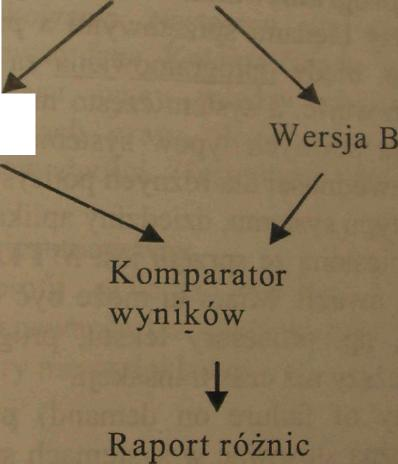 Wersja B
Komparator
wyników
Raport różnic